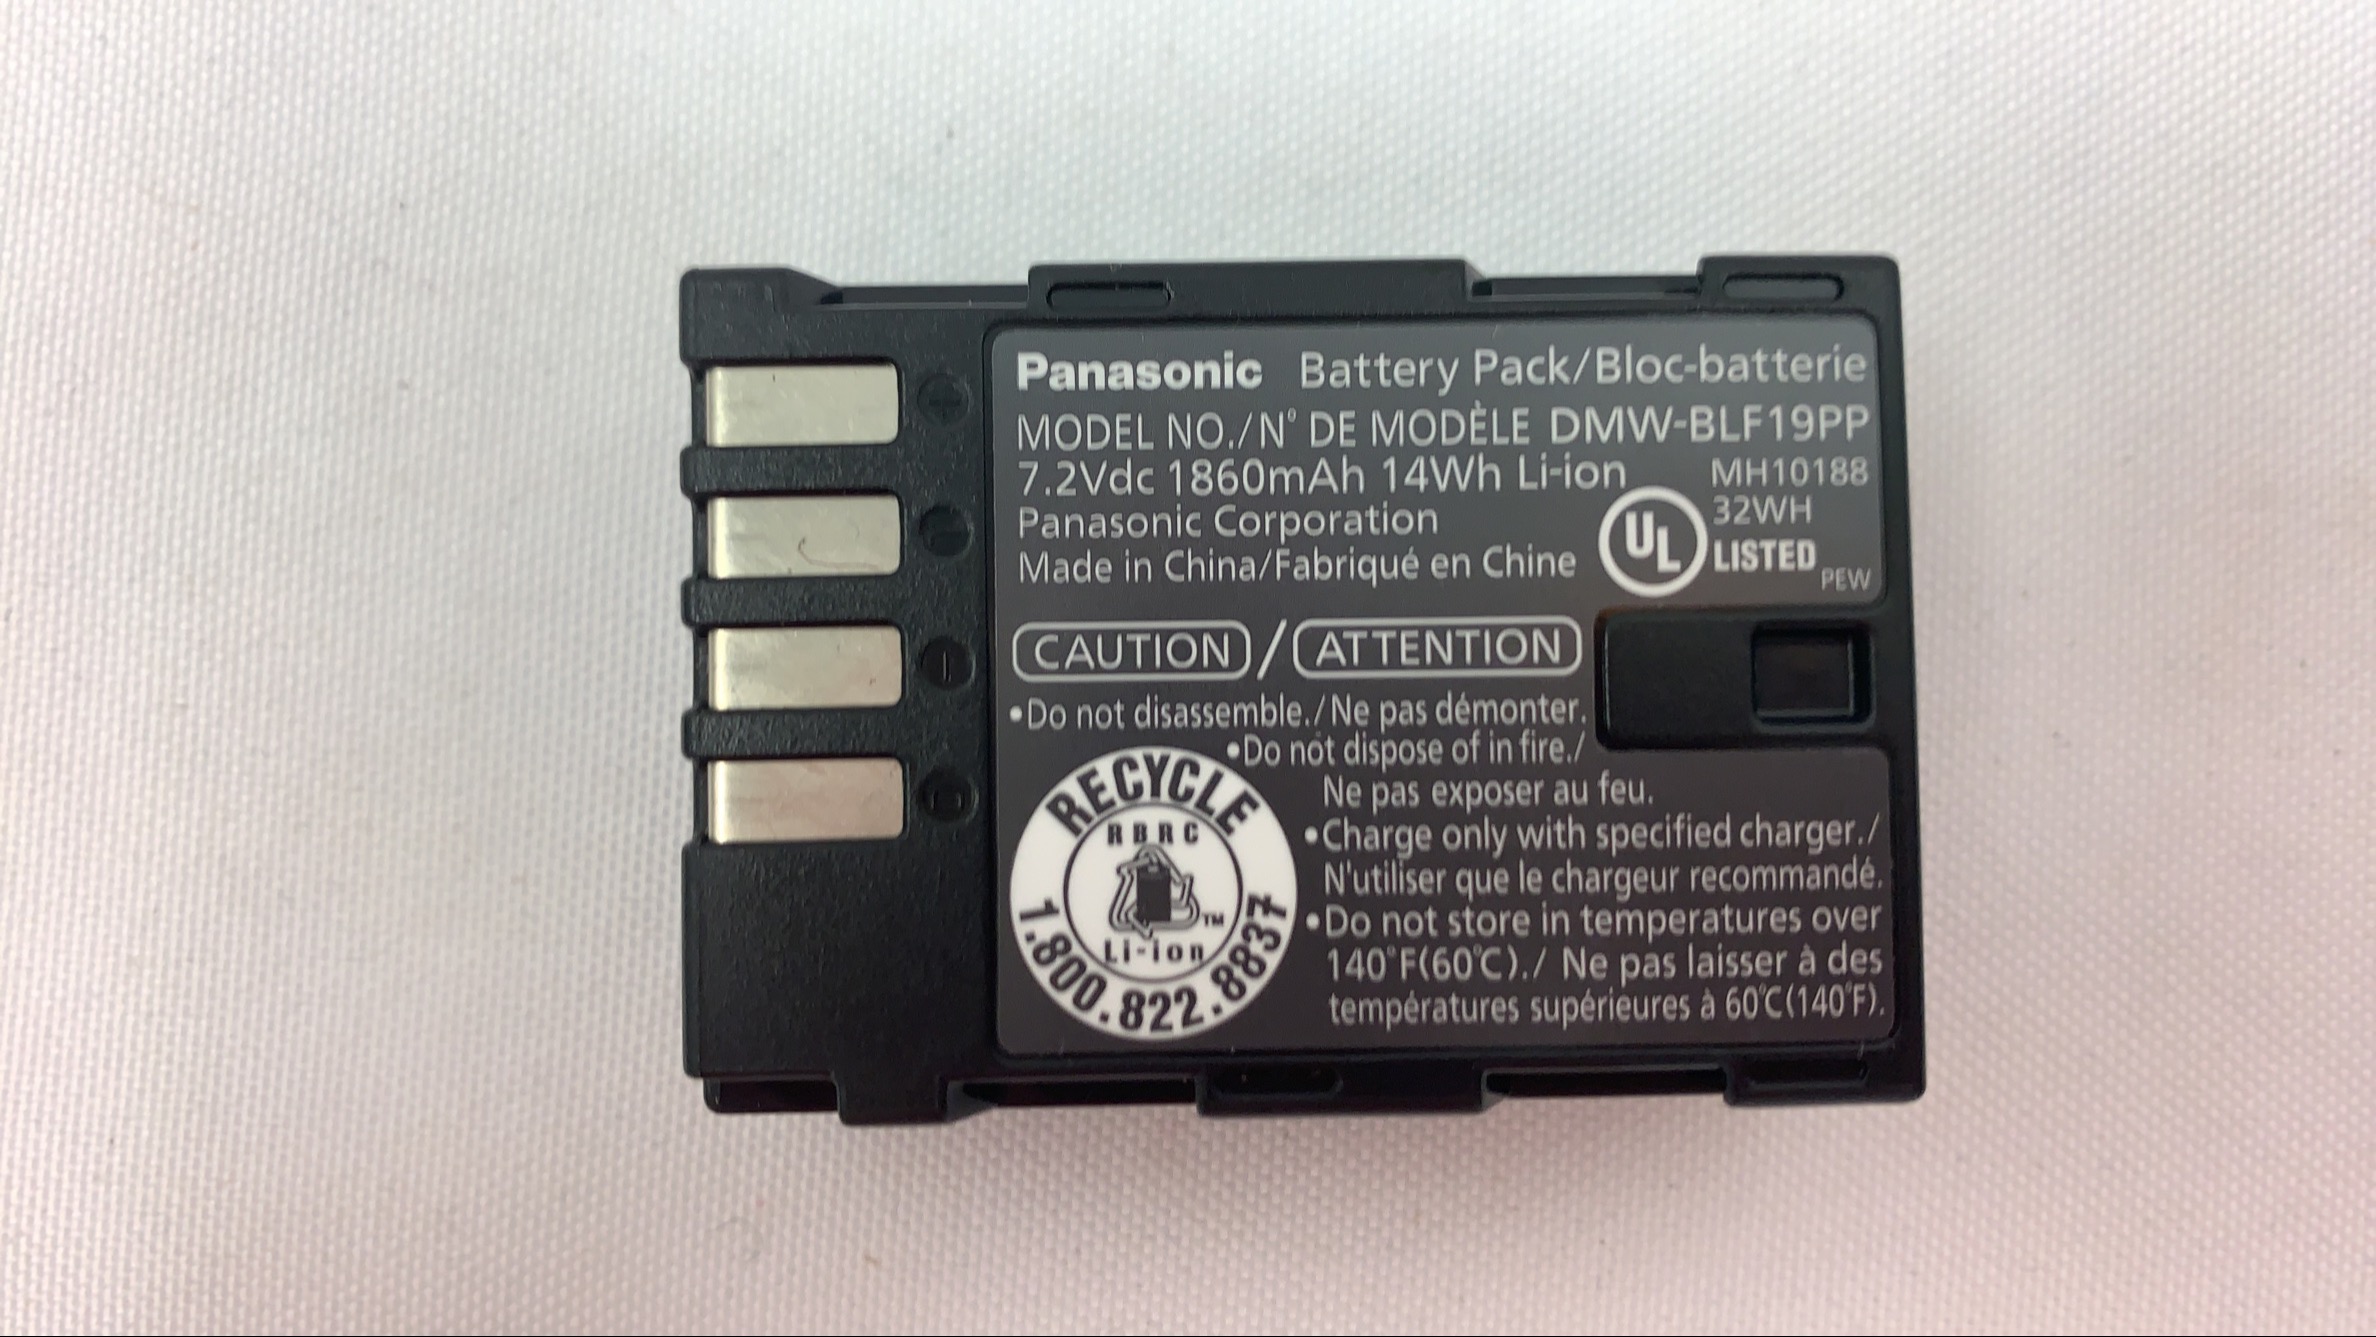 Panasonic Battery Pack/Bloc-batterie
MODEL NO./N° DE MODÈLE DMW-BLF19PP
7.2Vdc 1860mAh 14Wh Li-ion MH10188
Panasonic Corporation 32WH
Made in China/Fabriqué en Chine UL LISTED
PEW
CAUTION/ATTENTION
•Do not disassemble./Ne pas démonter.
•Do not dispose of in fire./
Ne pas exposer au feu.
•Charge only with specified charger./
N'utiliser que le chargeur recommandé.
•Do not store in temperatures over
140°F(60°C)./ Ne pas laisser à des
températures supérieures à 60°C(140°F).
RECYCLE
RBRC
TM
Li-ion
1.800.822.8837